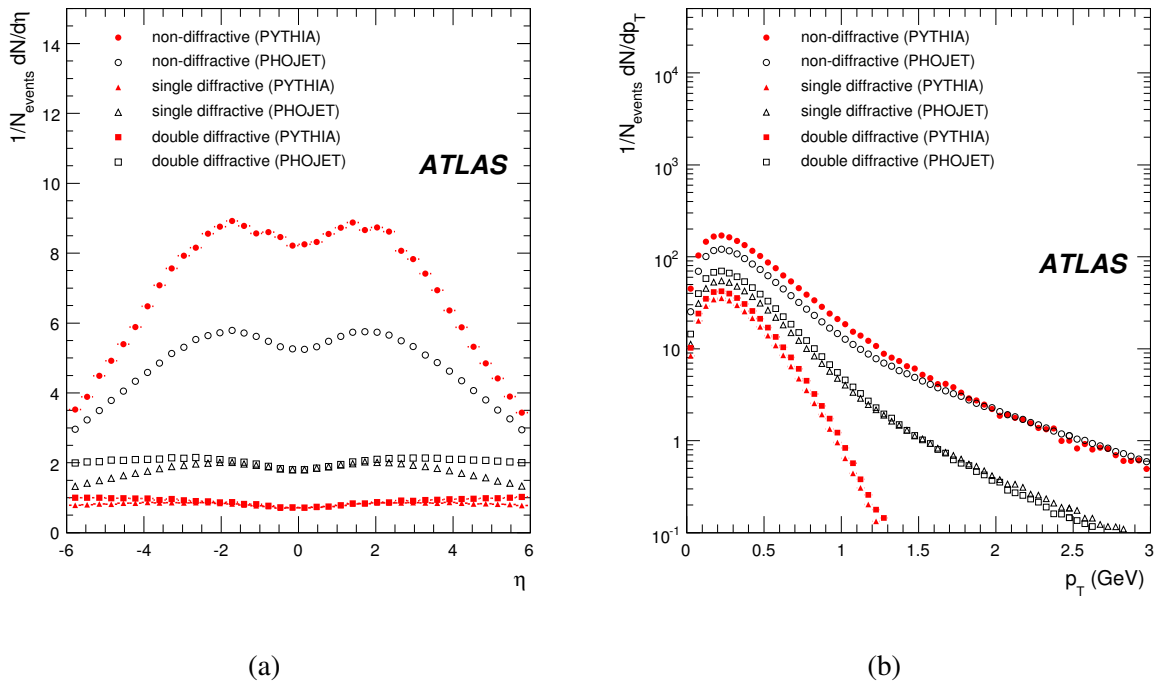 1/N_events dN/dη
14
12
10
8
6
4
2
0
non-diffractive (PYTHIA)
non-diffractive (PHOJET)
single diffractive (PYTHIA)
single diffractive (PHOJET)
double diffractive (PYTHIA)
double diffractive (PHOJET)
ATLAS
-6 -4 -2 0 2 4 6
η
(a)
1/N_events dN/dp_T
10^4
10^3
10^2
10
1
10^-1
non-diffractive (PYTHIA)
non-diffractive (PHOJET)
single diffractive (PYTHIA)
single diffractive (PHOJET)
double diffractive (PYTHIA)
double diffractive (PHOJET)
ATLAS
0 0.5 1 1.5 2 2.5 3
p_T (GeV)
(b)